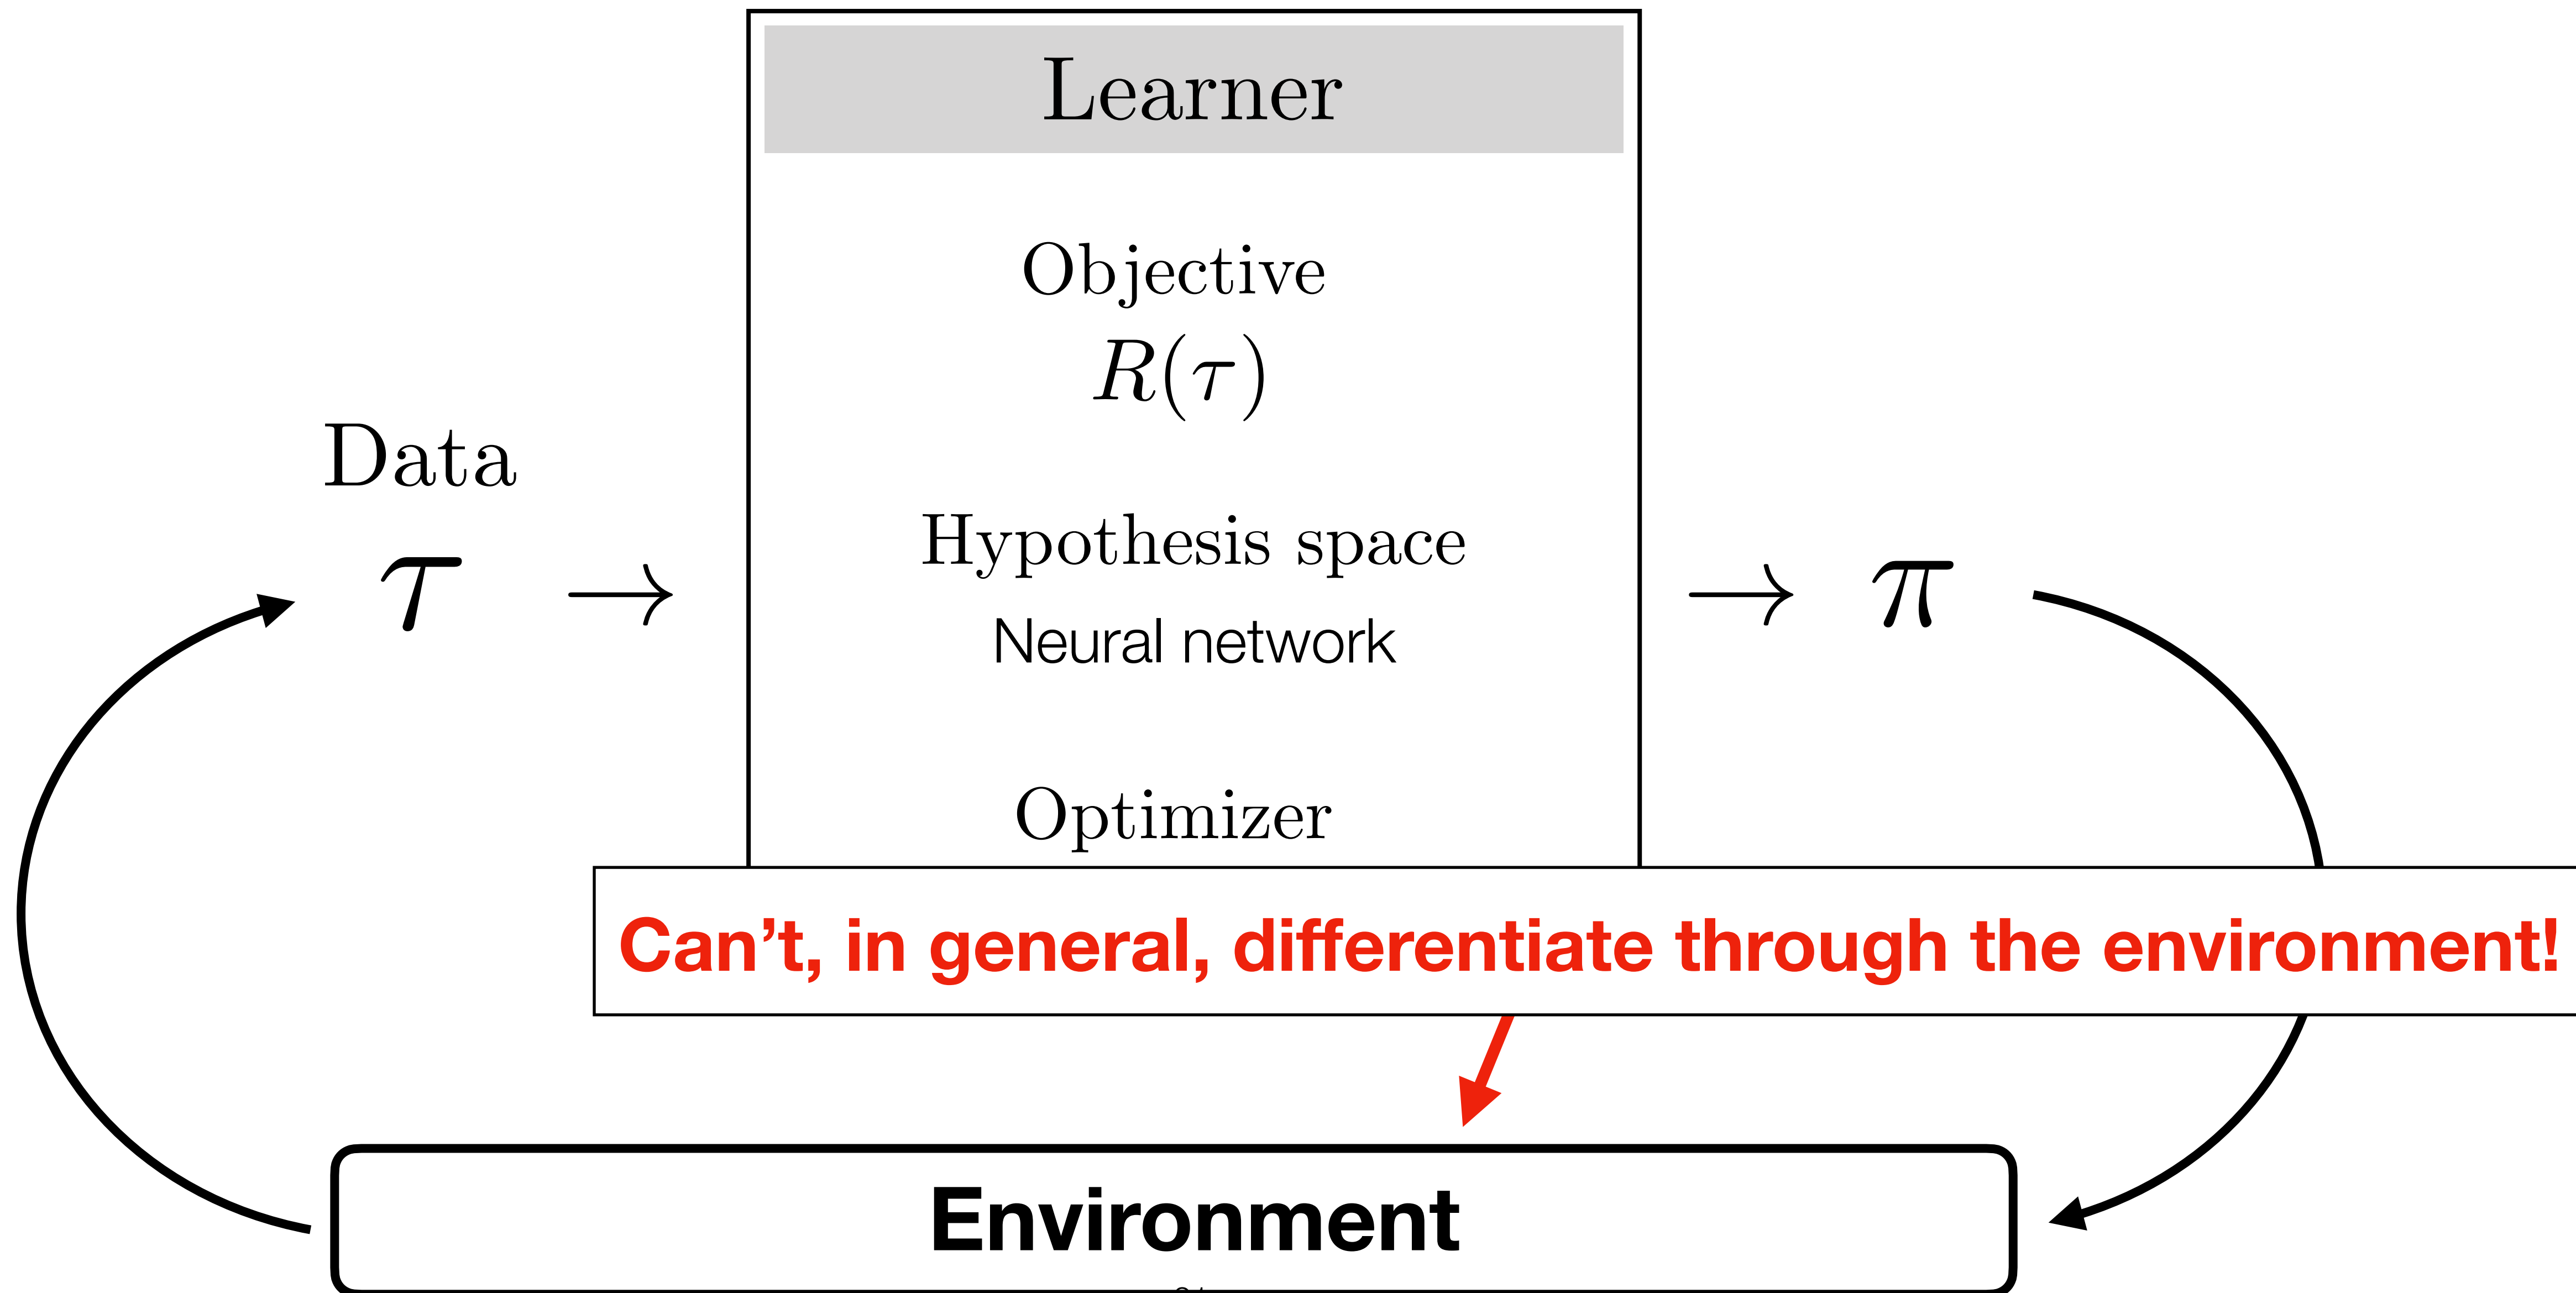 Learner
Objective
R(τ)
Data
τ →
Hypothesis space
Neural network
→ π
Optimizer
Can't, in general, differentiate through the environment!
Environment